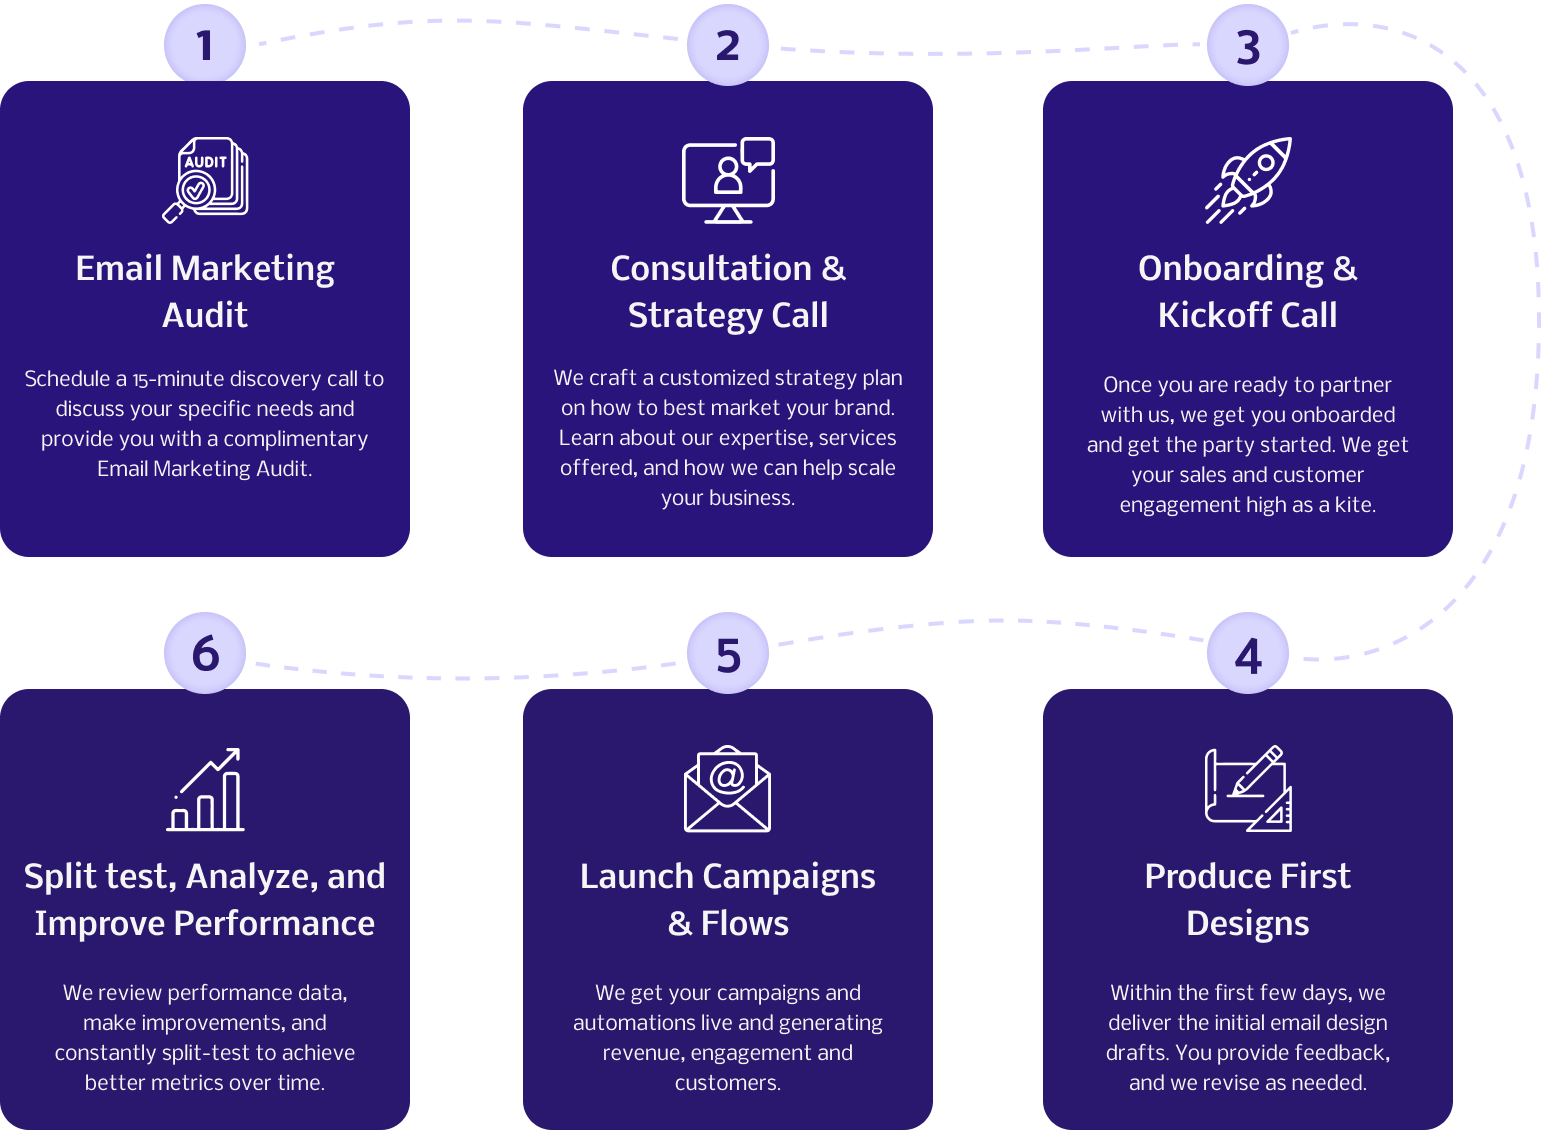 1
AUDIT
Email Marketing
Audit
Schedule a 15-minute discovery call to
discuss your specific needs and
provide you with a complimentary
Email Marketing Audit.
2
Consultation &
Strategy Call
We craft a customized strategy plan
on how to best market your brand.
Learn about our expertise, services
offered, and how we can help scale
your business.
3
Onboarding &
Kickoff Call
Once you are ready to partner
with us, we get you onboarded
and get the party started. We get
your sales and customer
engagement high as a kite.
4
Produce First
Designs
Within the first few days, we
deliver the initial email design
drafts. You provide feedback,
and we revise as needed.
5
@
Launch Campaigns
& Flows
We get your campaigns and
automations live and generating
revenue, engagement and
customers.
6
Split test, Analyze, and
Improve Performance
We review performance data,
make improvements, and
constantly split-test to achieve
better metrics over time.